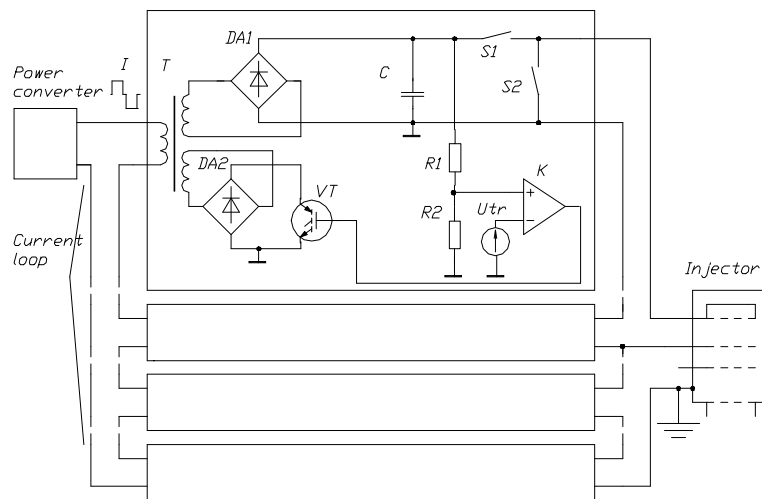 DA1
S1
I
T
Power
converter
C
S2
DA2
R1
K
VT
R2
Utr
+
−
Current
loop
Injector